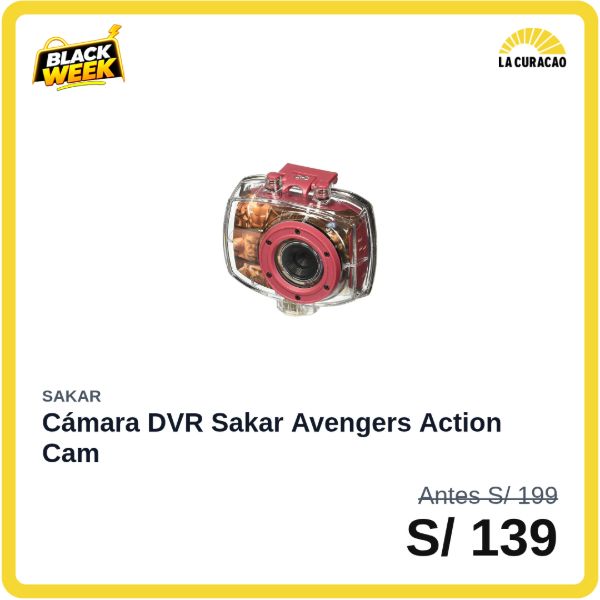 BLACK
WEEK
LA CURACAO
SAKAR
Cámara DVR Sakar Avengers Action
Cam
Antes S/ 199
S/ 139